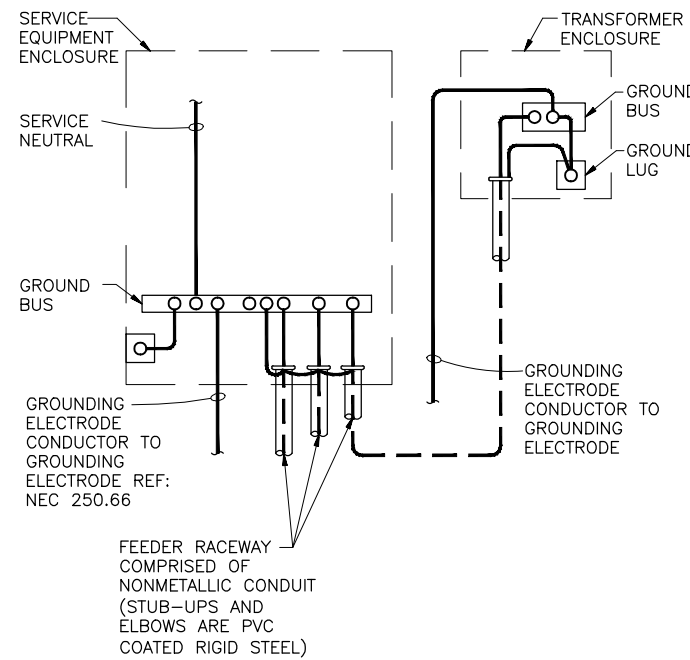 SERVICE
EQUIPMENT
ENCLOSURE
TRANSFORMER
ENCLOSURE
SERVICE
NEUTRAL
GROUND
BUS
GROUND
LUG
GROUND
BUS
GROUNDING
ELECTRODE
CONDUCTOR TO
GROUNDING
ELECTRODE
GROUNDING
ELECTRODE
CONDUCTOR TO
GROUNDING
ELECTRODE REF:
NEC 250.66
FEEDER RACEWAY
COMPRISED OF
NONMETALLIC CONDUIT
(STUB-UPS AND
ELBOWS ARE PVC
COATED RIGID STEEL)